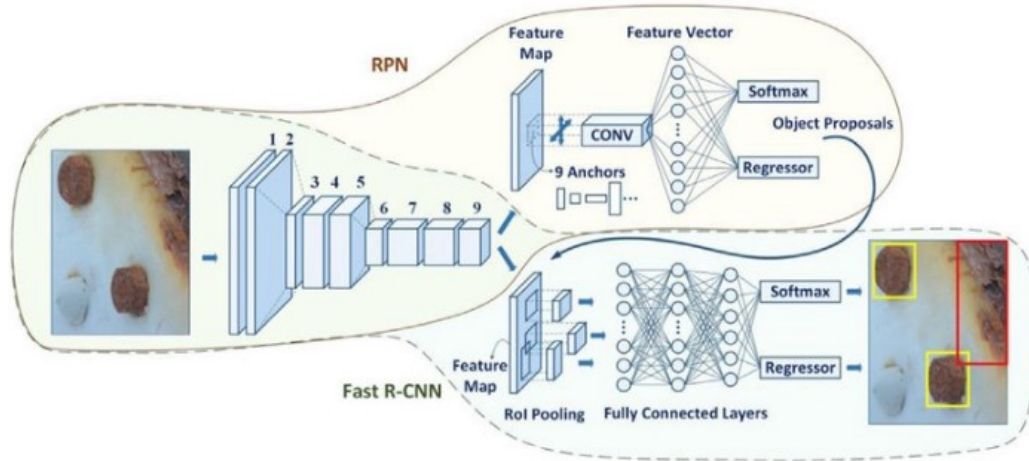 RPN
Feature
Map
Feature Vector
CONV
Softmax
Regressor
Object Proposals
9 Anchors
1 2
3 4 5
6 7 8 9
Feature
Map
Fast R-CNN
RoI Pooling
Fully Connected Layers
Softmax
Regressor